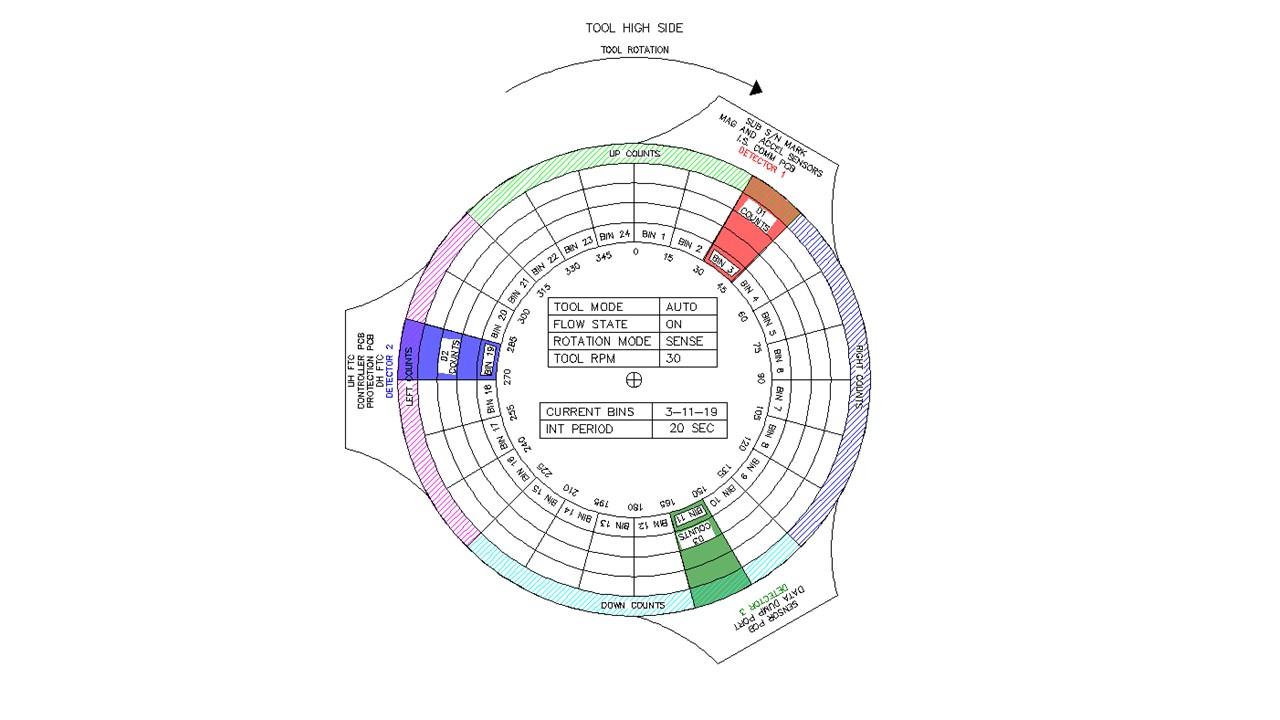 TOOL HIGH SIDE
TOOL ROTATION
SUB S/N MARK
MAG AND ACCEL SENSORS
I.S. COMM PCB
DETECTOR 1
UP COUNTS
D1
COUNTS
BIN 1
BIN 2
BIN 3
BIN 4
BIN 5
BIN 6
BIN 7
BIN 8
BIN 9
BIN 10
BIN 11
BIN 12
BIN 13
BIN 14
BIN 15
BIN 16
BIN 17
BIN 18
BIN 19
BIN 20
BIN 21
BIN 22
BIN 23
BIN 24
0
15
30
45
60
75
90
105
120
135
150
165
180
195
210
225
240
255
270
285
300
315
330
345
TOOL MODE AUTO
FLOW STATE ON
ROTATION MODE SENSE
TOOL RPM 30
CURRENT BINS 3-11-19
INT PERIOD 20 SEC
RIGHT COUNTS
UH FTC
CONTROLLER PCB
PROTECTION PCB
DH FTC
DETECTOR 2
LEFT COUNTS
D2
COUNTS
D3
COUNTS
DOWN COUNTS
DETECTOR 3
DATA DUMP PORT
SENSOR PCB